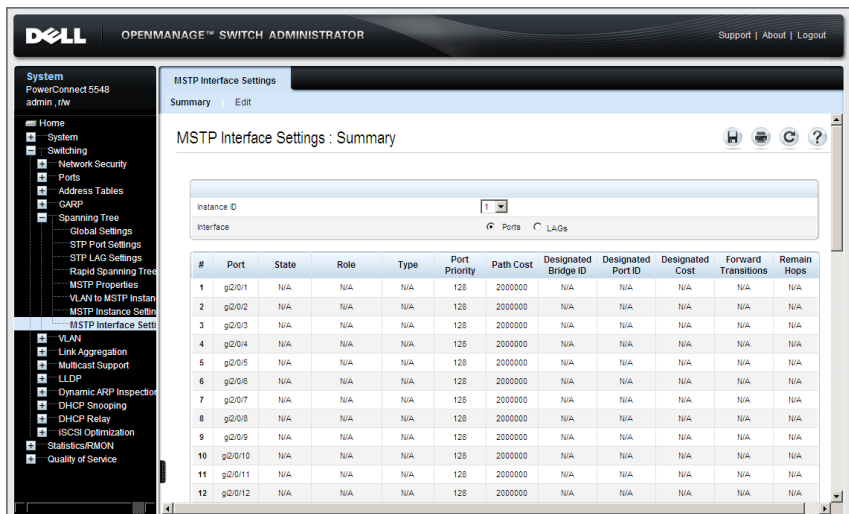 DELL OPENMANAGE™ SWITCH ADMINISTRATOR Support | About | Logout
System
PowerConnect 5548
admin , r/w
Home
System
Switching
Network Security
Ports
Address Tables
GARP
Spanning Tree
Global Settings
STP Port Settings
STP LAG Settings
Rapid Spanning Tree
MSTP Properties
VLAN to MSTP Instan
MSTP Instance Settin
MSTP Interface Setti
VLAN
Link Aggregation
Multicast Support
LLDP
Dynamic ARP Inspection
DHCP Snooping
DHCP Relay
iSCSI Optimization
Statistics/RMON
Quality of Service
MSTP Interface Settings
Summary Edit
MSTP Interface Settings : Summary ?
Instance ID 1
Interface Ports LAGs
# Port State Role Type Port Priority Path Cost Designated Bridge ID Designated Port ID Designated Cost Forward Transitions Remain Hops
1 gi2/0/1 N/A N/A N/A 128 2000000 N/A N/A N/A N/A N/A
2 gi2/0/2 N/A N/A N/A 128 2000000 N/A N/A N/A N/A N/A
3 gi2/0/3 N/A N/A N/A 128 2000000 N/A N/A N/A N/A N/A
4 gi2/0/4 N/A N/A N/A 128 2000000 N/A N/A N/A N/A N/A
5 gi2/0/5 N/A N/A N/A 128 2000000 N/A N/A N/A N/A N/A
6 gi2/0/6 N/A N/A N/A 128 2000000 N/A N/A N/A N/A N/A
7 gi2/0/7 N/A N/A N/A 128 2000000 N/A N/A N/A N/A N/A
8 gi2/0/8 N/A N/A N/A 128 2000000 N/A N/A N/A N/A N/A
9 gi2/0/9 N/A N/A N/A 128 2000000 N/A N/A N/A N/A N/A
10 gi2/0/10 N/A N/A N/A 128 2000000 N/A N/A N/A N/A N/A
11 gi2/0/11 N/A N/A N/A 128 2000000 N/A N/A N/A N/A N/A
12 gi2/0/12 N/A N/A N/A 128 2000000 N/A N/A N/A N/A N/A